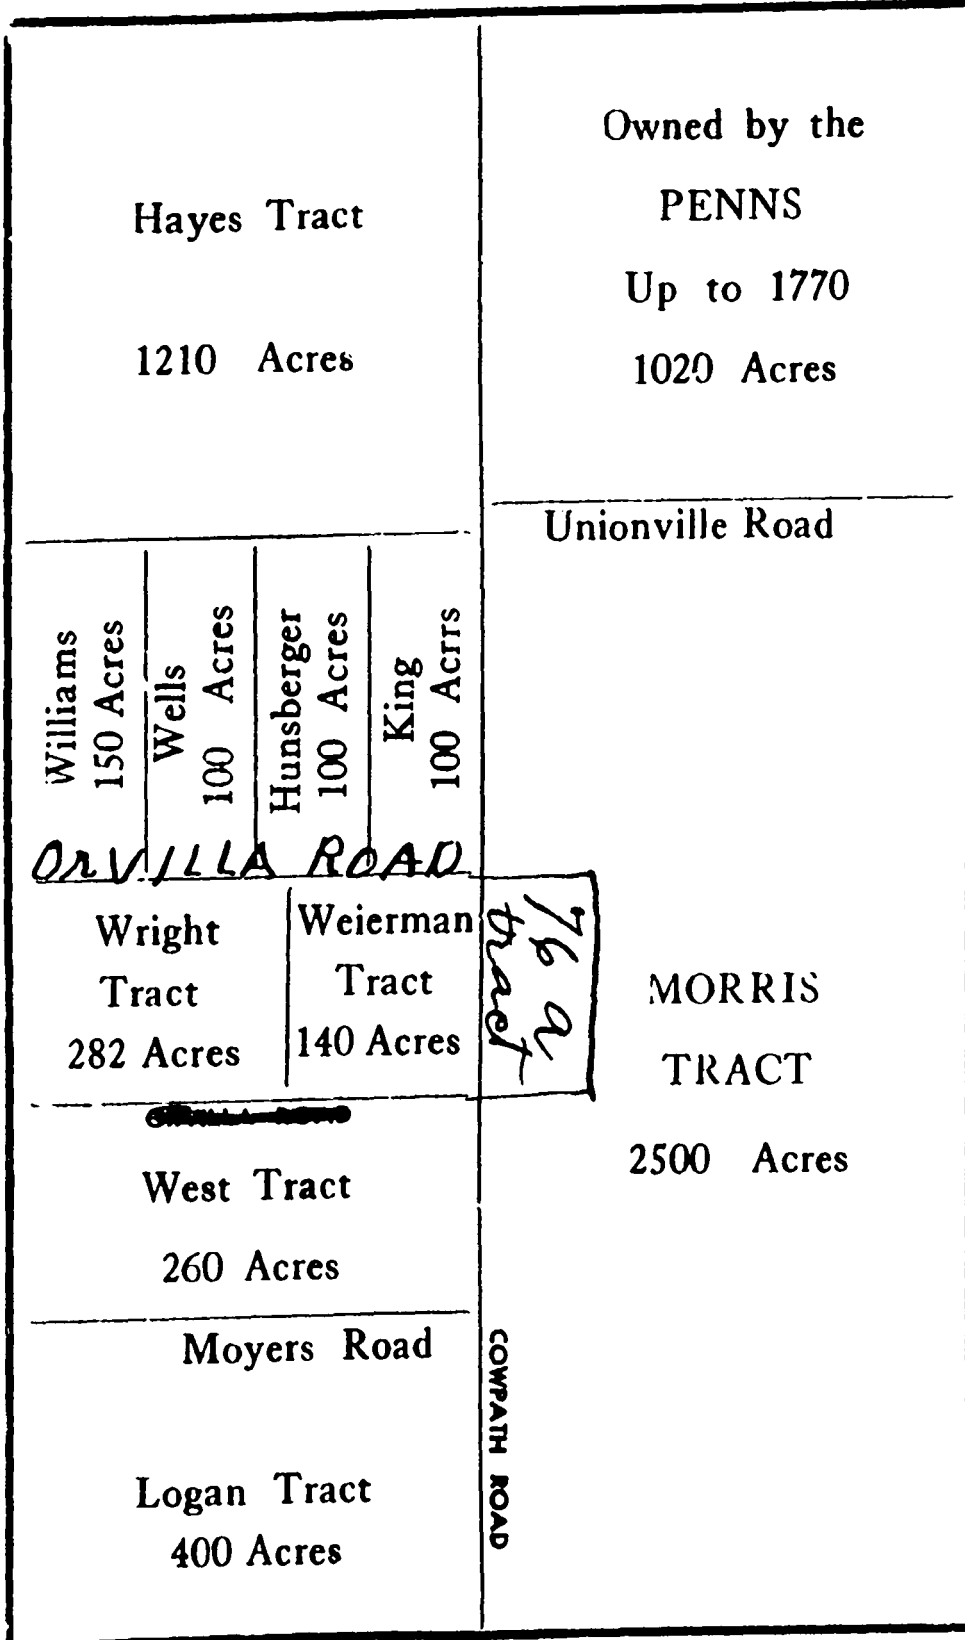 Hayes Tract
1210 Acres
Owned by the
PENNS
Up to 1770
1020 Acres
Unionville Road
Williams
150 Acres
Wells
100 Acres
Hunsberger
100 Acres
King
100 Acrrs
ORVILLA ROAD
Wright
Tract
282 Acres
Weierman
Tract
140 Acres
76 a
tract
MORRIS
TRACT
2500 Acres
West Tract
260 Acres
Moyers Road
COWPATH ROAD
Logan Tract
400 Acres